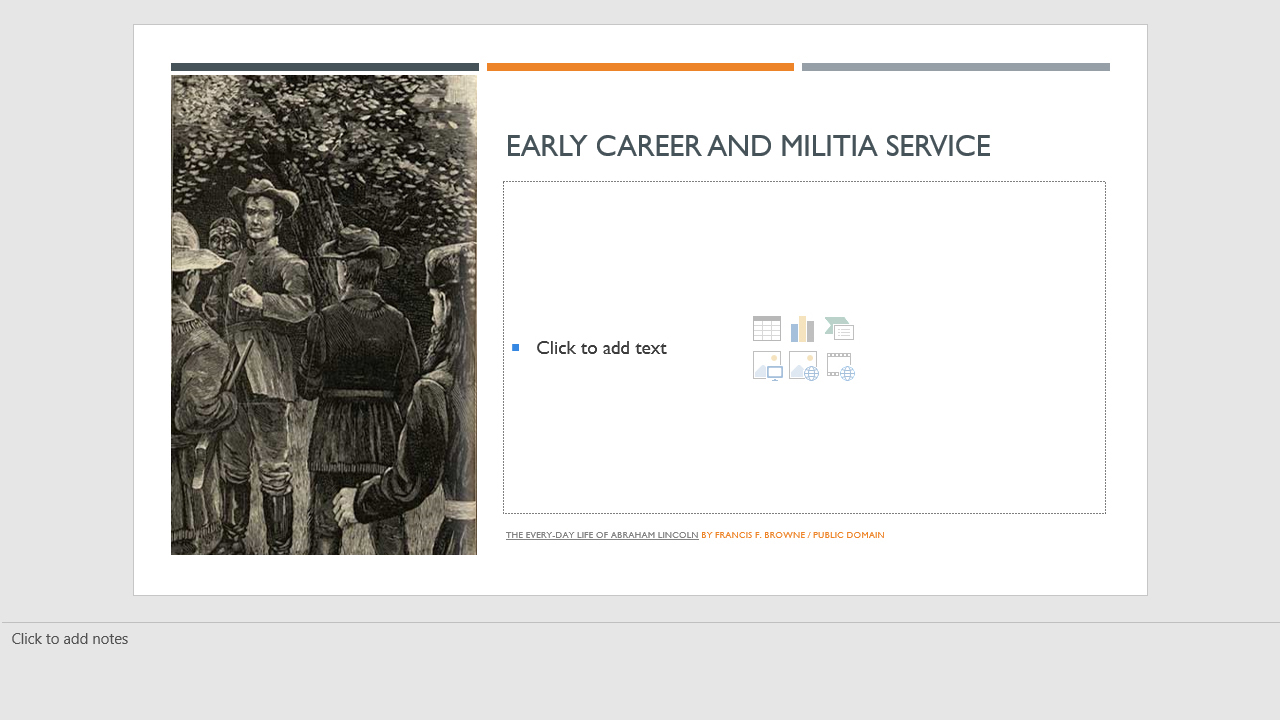 EARLY CAREER AND MILITIA SERVICE
Click to add text
THE EVERY-DAY LIFE OF ABRAHAM LINCOLN BY FRANCIS F. BROWNE / PUBLIC DOMAIN
Click to add notes